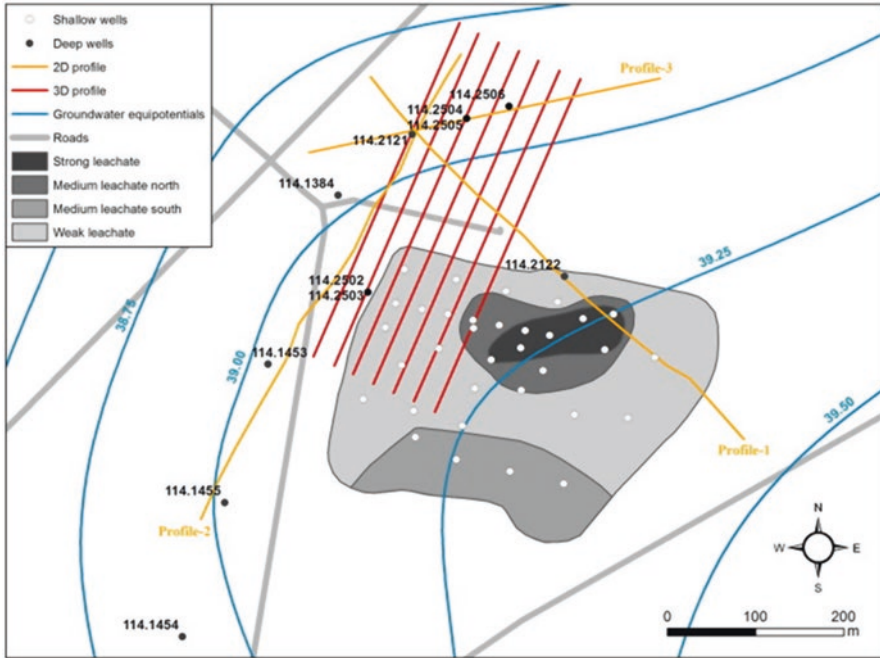 Shallow wells
Deep wells
2D profile
3D profile
Groundwater equipotentials
Roads
Strong leachate
Medium leachate north
Medium leachate south
Weak leachate
Profile-3
114.2506
114.2504
114.2505
114.2121
114.1384
114.2122
39.25
114.2502
114.2503
38.75
39.00
114.1453
39.50
Profile-1
114.1455
Profile-2
N
W E
S
114.1454
0 100 200
m